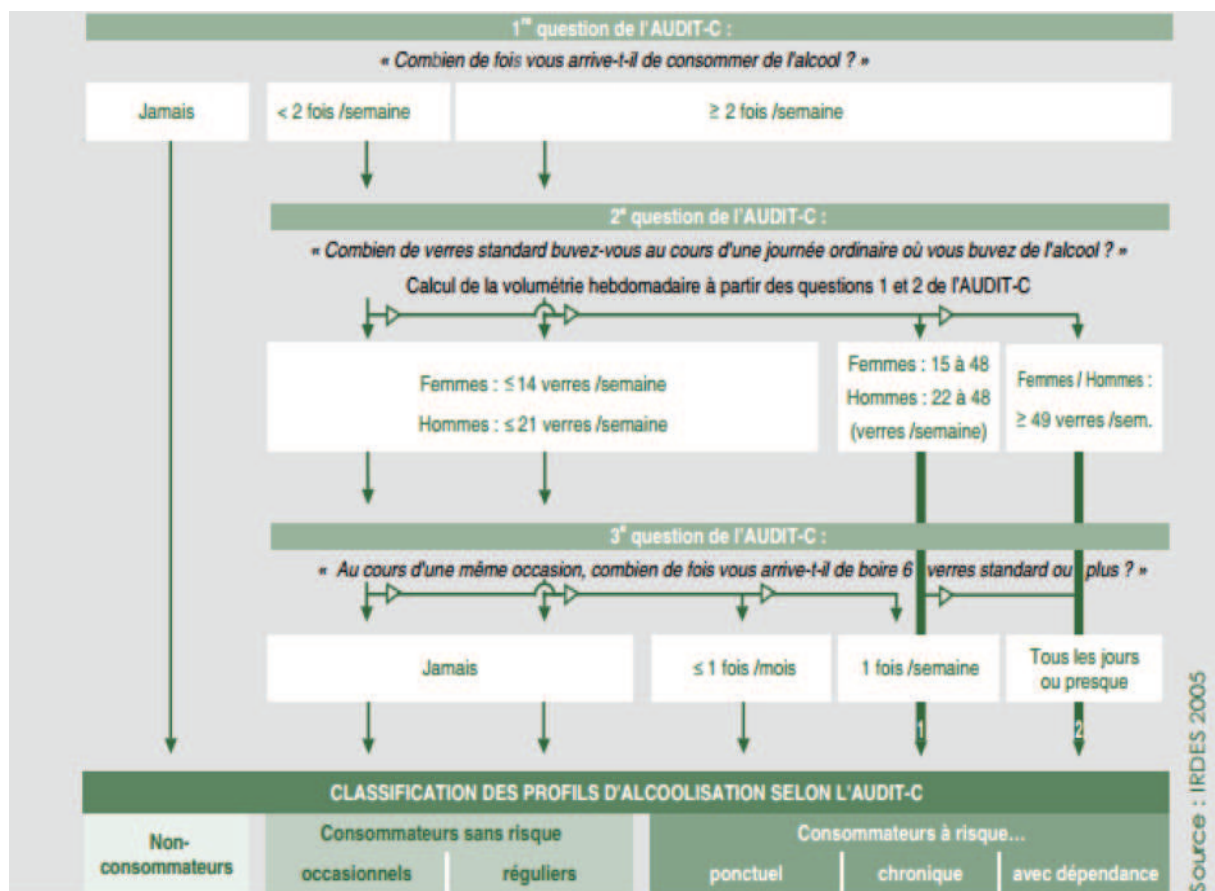 1re question de l'AUDIT-C :
« Combien de fois vous arrive-t-il de consommer de l'alcool ? »
Jamais
< 2 fois /semaine
≥ 2 fois /semaine
2e question de l'AUDIT-C :
« Combien de verres standard buvez-vous au cours d'une journée ordinaire où vous buvez de l'alcool ? »
Calcul de la volumétrie hebdomadaire à partir des questions 1 et 2 de l'AUDIT-C
Femmes : ≤ 14 verres /semaine
Hommes : ≤ 21 verres /semaine
Femmes : 15 à 48
Hommes : 22 à 48
(verres /semaine)
Femmes / Hommes :
≥ 49 verres /sem.
3e question de l'AUDIT-C :
« Au cours d'une même occasion, combien de fois vous arrive-t-il de boire 6 verres standard ou plus ? »
Jamais
≤ 1 fois /mois
1 fois /semaine
Tous les jours
ou presque
1
2
CLASSIFICATION DES PROFILS D'ALCOOLISATION SELON L'AUDIT-C
Non-
consommateurs
Consommateurs sans risque
occasionnels
réguliers
Consommateurs à risque...
ponctuel
chronique
avec dépendance
Source : IRDES 2005